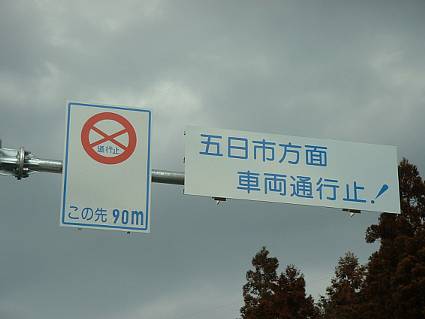 通行止
この先 90m
五日市方面
車両通行止!